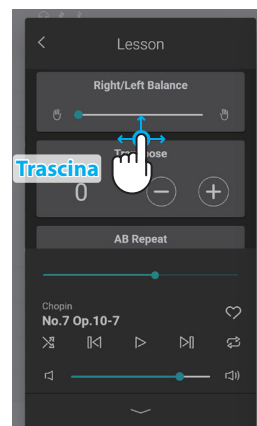 Lesson
Right/Left Balance
Trascina
0
AB Repeat
Chopin
No.7 Op.10-7